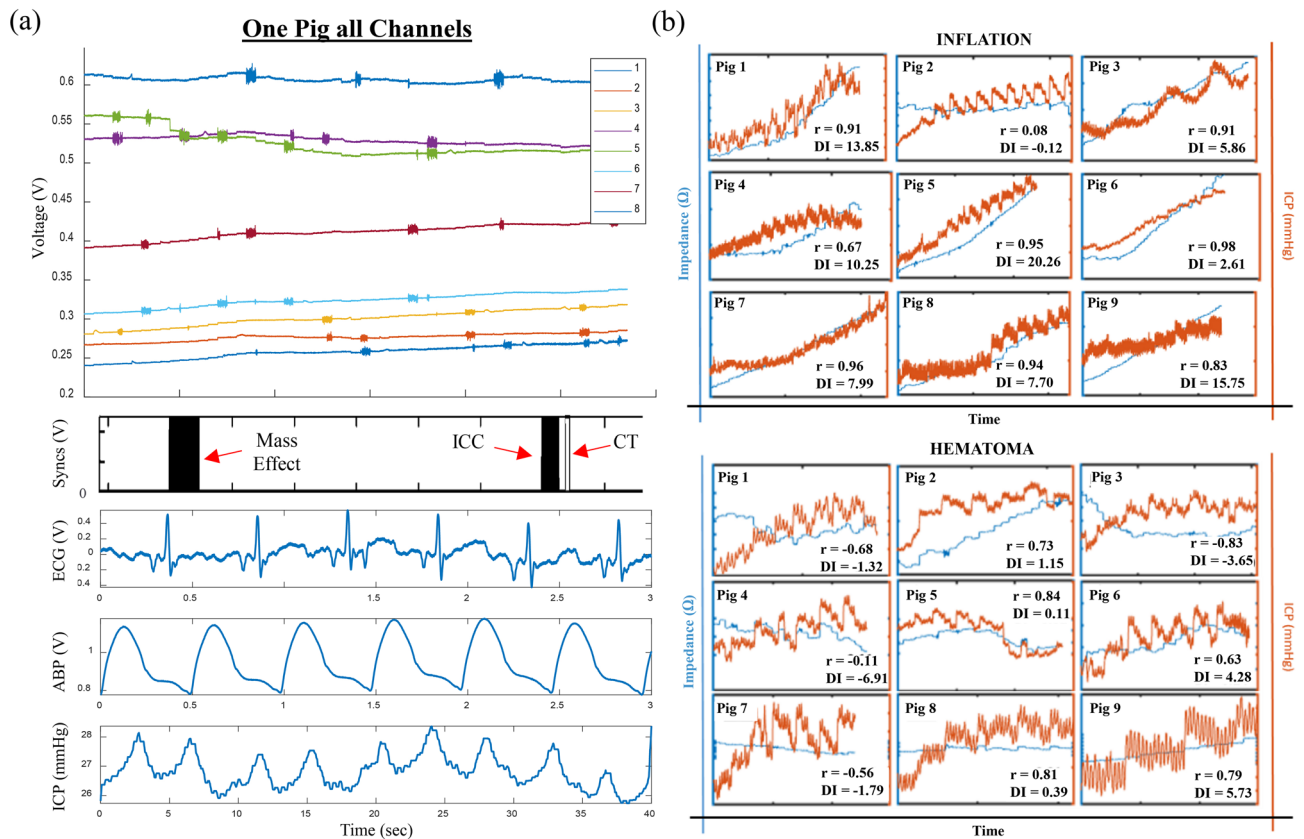 (a)
One Pig all Channels
Voltage (V)
0.6
0.55
0.5
0.45
0.4
0.35
0.3
0.25
0.2
1
2
3
4
5
6
7
8
Syncs (V)
0
Mass
Effect
ICC
CT
ECG (V)
0.4
0.2
0
0.2
0.4
0
0.5
1
1.5
2
2.5
3
ABP (V)
1
0.8
0
0.5
1
1.5
2
2.5
3
ICP (mmHg)
28
27
26
0
5
10
15
20
25
30
35
40
Time (sec)
(b)
INFLATION
Impedance (Ω)
ICP (mmHg)
Pig 1
r = 0.91
DI = 13.85
Pig 2
r = 0.08
DI = -0.12
Pig 3
r = 0.91
DI = 5.86
Pig 4
r = 0.67
DI = 10.25
Pig 5
r = 0.95
DI = 20.26
Pig 6
r = 0.98
DI = 2.61
Pig 7
r = 0.96
DI = 7.99
Pig 8
r = 0.94
DI = 7.70
Pig 9
r = 0.83
DI = 15.75
Time
HEMATOMA
Impedance (Ω)
ICP (mmHg)
Pig 1
r = -0.68
DI = -1.32
Pig 2
r = 0.73
DI = 1.15
Pig 3
r = -0.83
DI = -3.65
Pig 4
r = -0.11
DI = -6.91
Pig 5
r = 0.84
DI = 0.11
Pig 6
r = 0.63
DI = 4.28
Pig 7
r = -0.56
DI = -1.79
Pig 8
r = 0.81
DI = 0.39
Pig 9
r = 0.79
DI = 5.73
Time